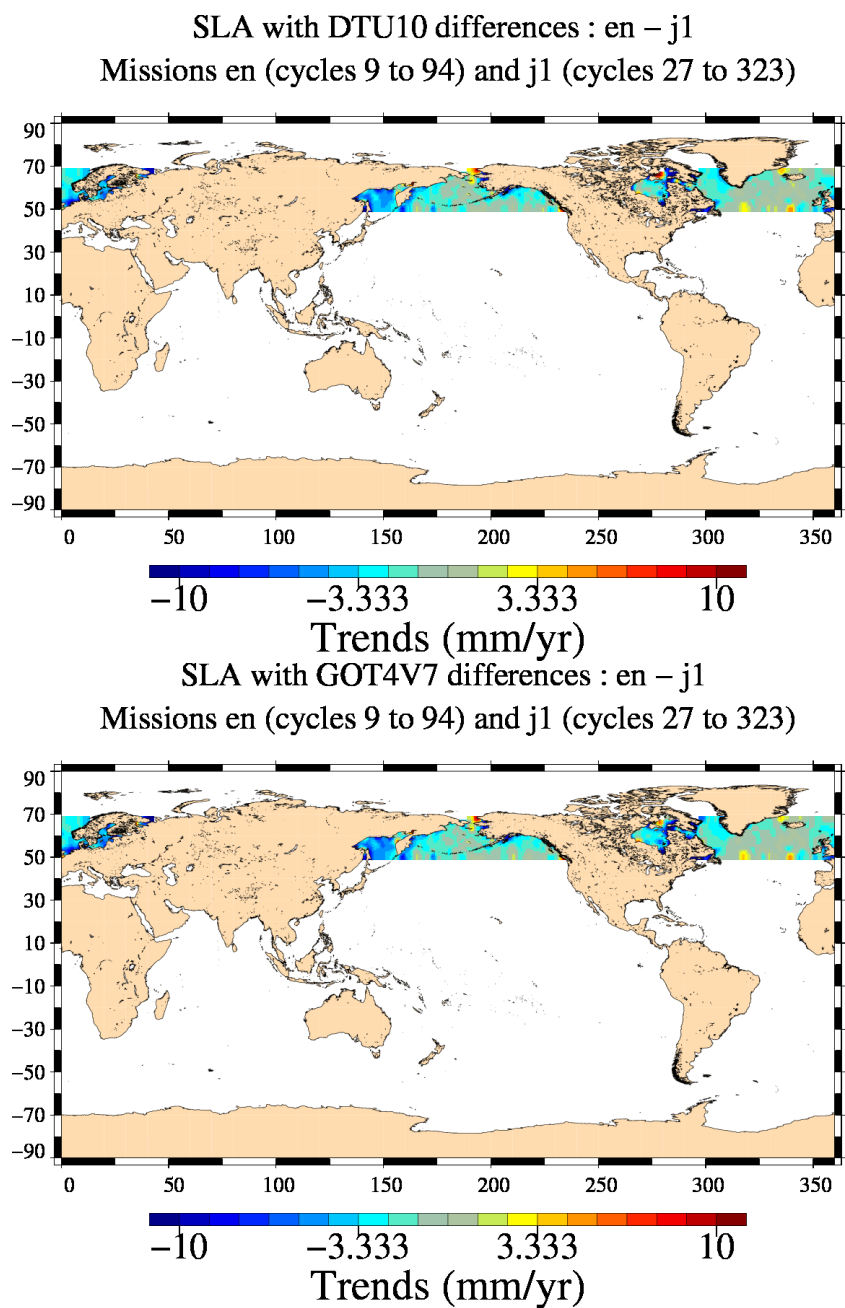 SLA with DTU10 differences : en − j1
Missions en (cycles 9 to 94) and j1 (cycles 27 to 323)
90
70
50
30
10
−10
−30
−50
−70
−90
0 50 100 150 200 250 300 350
−10 −3.333 3.333 10
Trends (mm/yr)
SLA with GOT4V7 differences : en − j1
Missions en (cycles 9 to 94) and j1 (cycles 27 to 323)
90
70
50
30
10
−10
−30
−50
−70
−90
0 50 100 150 200 250 300 350
−10 −3.333 3.333 10
Trends (mm/yr)